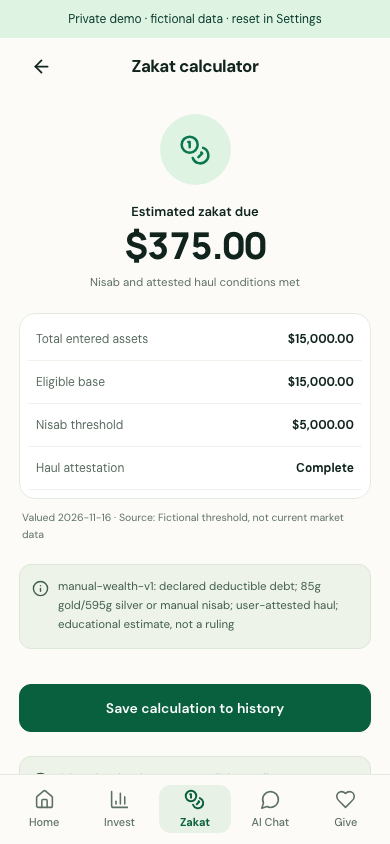 Private demo · fictional data · reset in Settings
Zakat calculator
Estimated zakat due
$375.00
Nisab and attested haul conditions met
Total entered assets $15,000.00
Eligible base $15,000.00
Nisab threshold $5,000.00
Haul attestation Complete
Valued 2026-11-16 · Source: Fictional threshold, not current market
data
manual-wealth-v1: declared deductible debt; 85g
gold/595g silver or manual nisab; user-attested haul;
educational estimate, not a ruling
Save calculation to history
Home Invest Zakat AI Chat Give